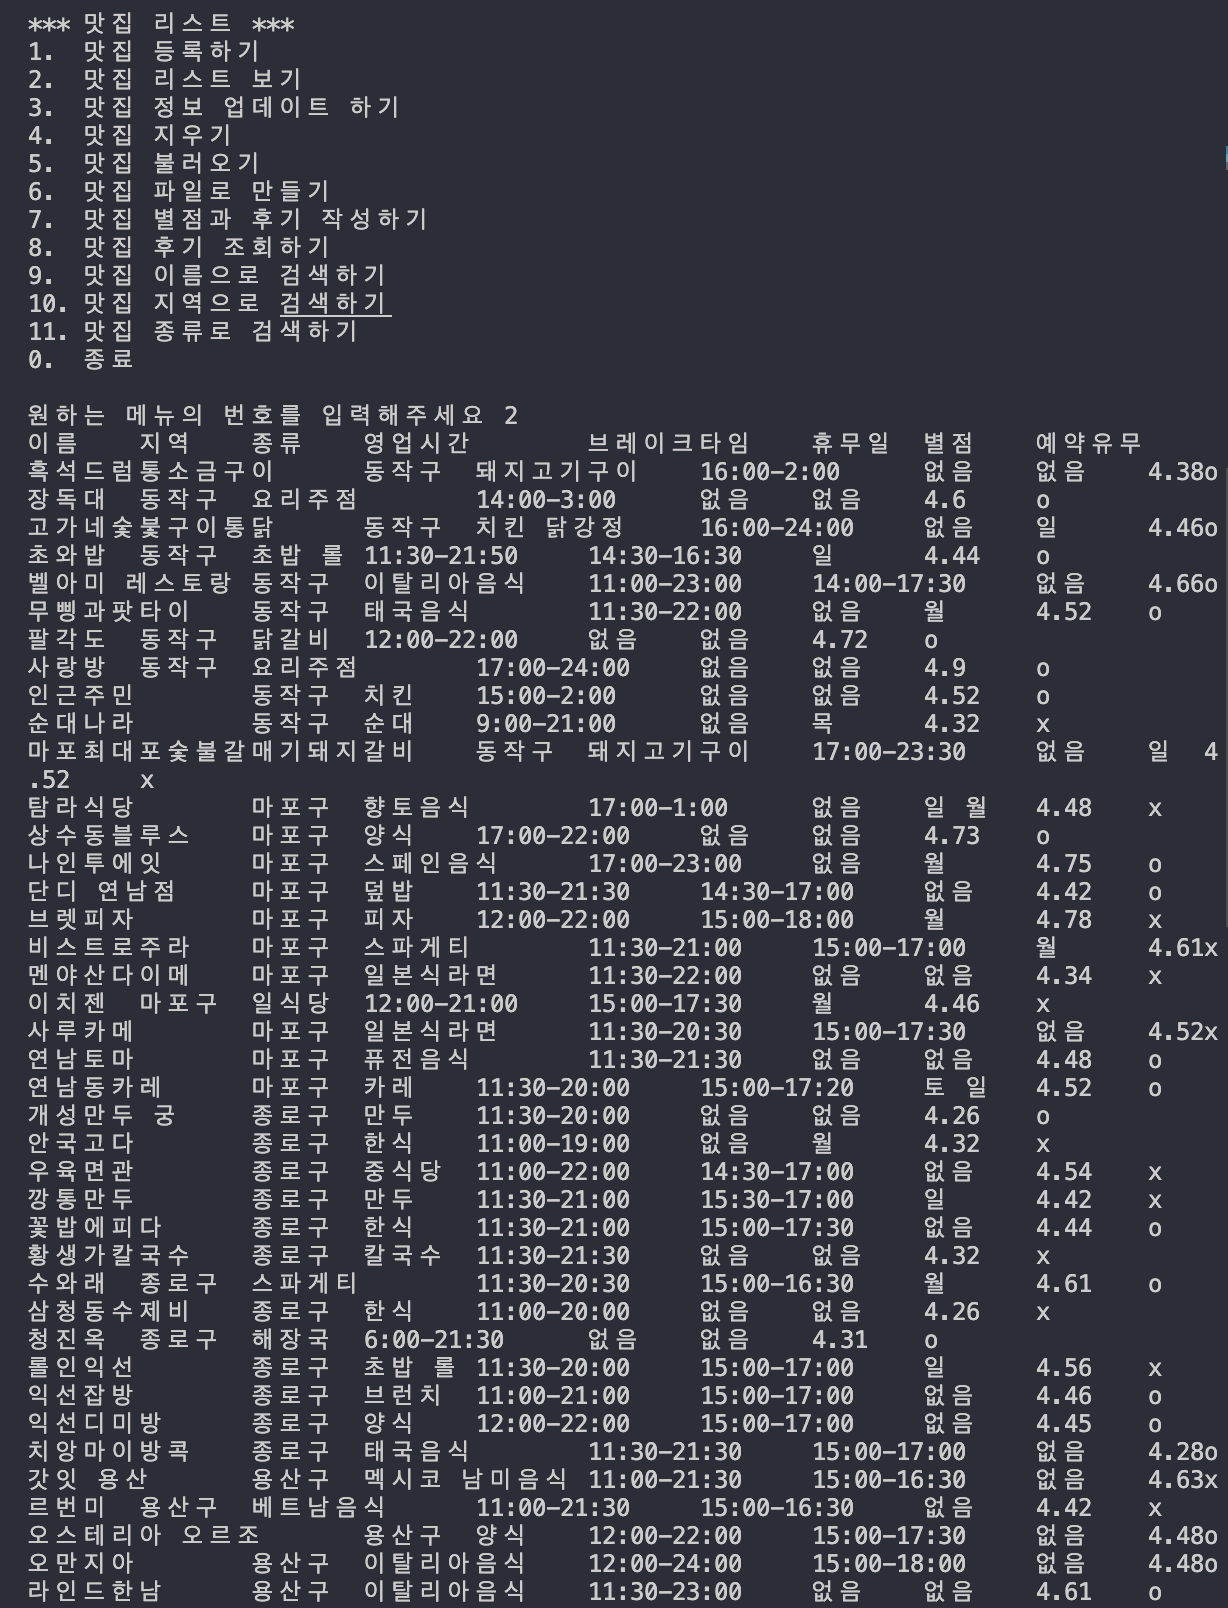 *** 맛집 리스트 ***
1. 맛집 등록하기
2. 맛집 리스트 보기
3. 맛집 정보 업데이트 하기
4. 맛집 지우기
5. 맛집 불러오기
6. 맛집 파일로 만들기
7. 맛집 별점과 후기 작성하기
8. 맛집 후기 조회하기
9. 맛집 이름으로 검색하기
10. 맛집 지역으로 검색하기
11. 맛집 종류로 검색하기
0. 종료
원하는 메뉴의 번호를 입력해주세요 2
이름 지역 종류 영업시간 브레이크타임 휴무일 별점 예약유무
흑석드럼통소금구이 동작구 돼지고기구이 16:00-2:00 없음 없음 4.38o
장독대 동작구 요리주점 14:00-3:00 없음 없음 4.6 o
고가네숯불구이통닭 동작구 치킨 닭강정 16:00-24:00 없음 일 4.46o
초와밥 동작구 초밥 롤 11:30-21:50 14:30-16:30 일 4.44 o
벨아미 레스토랑 동작구 이탈리아음식 11:00-23:00 14:00-17:30 없음 4.66o
무삥과팟타이 동작구 태국음식 11:30-22:00 없음 월 4.52 o
팔각도 동작구 닭갈비 12:00-22:00 없음 없음 4.72 o
사랑방 동작구 요리주점 17:00-24:00 없음 없음 4.9 o
인근주민 동작구 치킨 15:00-2:00 없음 없음 4.52 o
순대나라 동작구 순대 9:00-21:00 없음 목 4.32 x
마포최대포숯불갈매기돼지갈비 동작구 돼지고기구이 17:00-23:30 없음 일 4
.52 x
탐라식당 마포구 향토음식 17:00-1:00 없음 일 월 4.48 x
상수동블루스 마포구 양식 17:00-22:00 없음 없음 4.73 o
나인투에잇 마포구 스페인음식 17:00-23:00 없음 월 4.75 o
단디 연남점 마포구 덮밥 11:30-21:30 14:30-17:00 없음 4.42 o
브렛피자 마포구 피자 12:00-22:00 15:00-18:00 월 4.78 x
비스트로주라 마포구 스파게티 11:30-21:00 15:00-17:00 월 4.61x
멘야산다이메 마포구 일본식라면 11:30-22:00 없음 없음 4.34 x
이치젠 마포구 일식당 12:00-21:00 15:00-17:30 월 4.46 x
사루카메 마포구 일본식라면 11:30-20:30 15:00-17:30 없음 4.52x
연남토마 마포구 퓨전음식 11:30-21:30 없음 없음 4.48 o
연남동카레 마포구 카레 11:30-20:00 15:00-17:20 토 일 4.52 o
개성만두 궁 종로구 만두 11:30-20:00 없음 없음 4.26 o
안국고다 종로구 한식 11:00-19:00 없음 월 4.32 x
우육면관 종로구 중식당 11:00-22:00 14:30-17:00 없음 4.54 x
깡통만두 종로구 만두 11:30-21:00 15:30-17:00 일 4.42 x
꽃밥에피다 종로구 한식 11:30-21:00 15:00-17:30 없음 4.44 o
황생가칼국수 종로구 칼국수 11:30-21:30 없음 없음 4.32 x
수와래 종로구 스파게티 11:30-20:30 15:00-16:30 월 4.61 o
삼청동수제비 종로구 한식 11:00-20:00 없음 없음 4.26 x
청진옥 종로구 해장국 6:00-21:30 없음 없음 4.31 o
롤인익선 종로구 초밥 롤 11:30-20:00 15:00-17:00 일 4.56 x
익선잡방 종로구 브런치 11:00-21:00 15:00-17:00 없음 4.46 o
익선디미방 종로구 양식 12:00-22:00 15:00-17:00 없음 4.45 o
치앙마이방콕 종로구 태국음식 11:30-21:30 15:00-17:00 없음 4.28o
갓잇 용산 용산구 멕시코 남미음식 11:00-21:30 15:00-16:30 없음 4.63x
르번미 용산구 베트남음식 11:00-21:30 15:00-16:30 없음 4.42 x
오스테리아 오르조 용산구 양식 12:00-22:00 15:00-17:30 없음 4.48o
오만지아 용산구 이탈리아음식 12:00-24:00 15:00-18:00 없음 4.48o
라인드한남 용산구 이탈리아음식 11:30-23:00 없음 없음 4.61 o